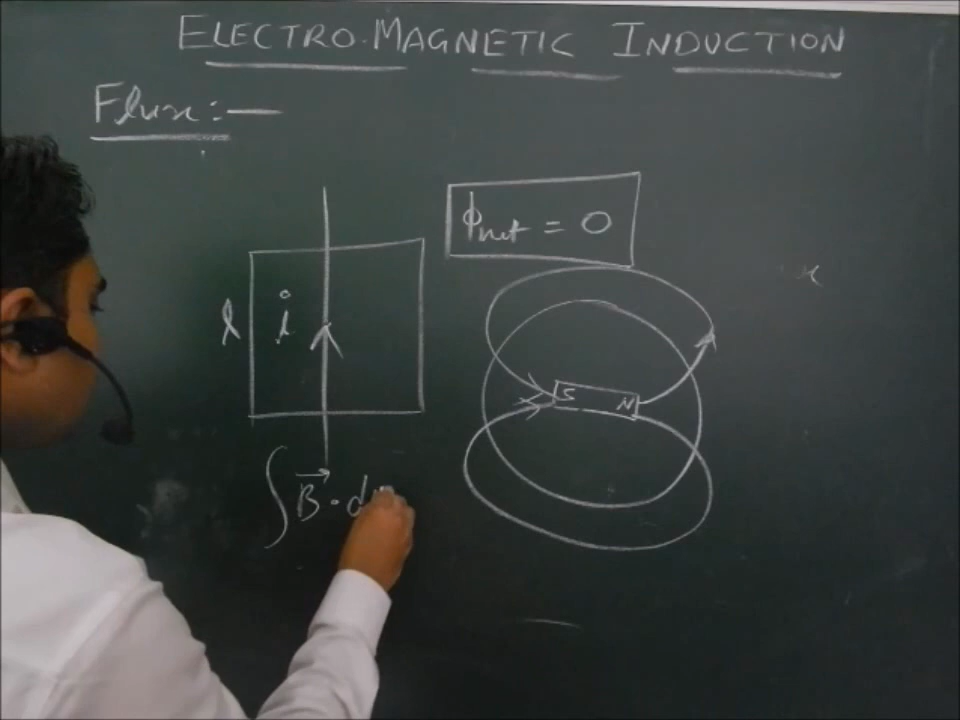 ELECTRO-MAGNETIC INDUCTION
Flux:—
ϕnet = 0
l
i
S N
∫ B⃗ · d